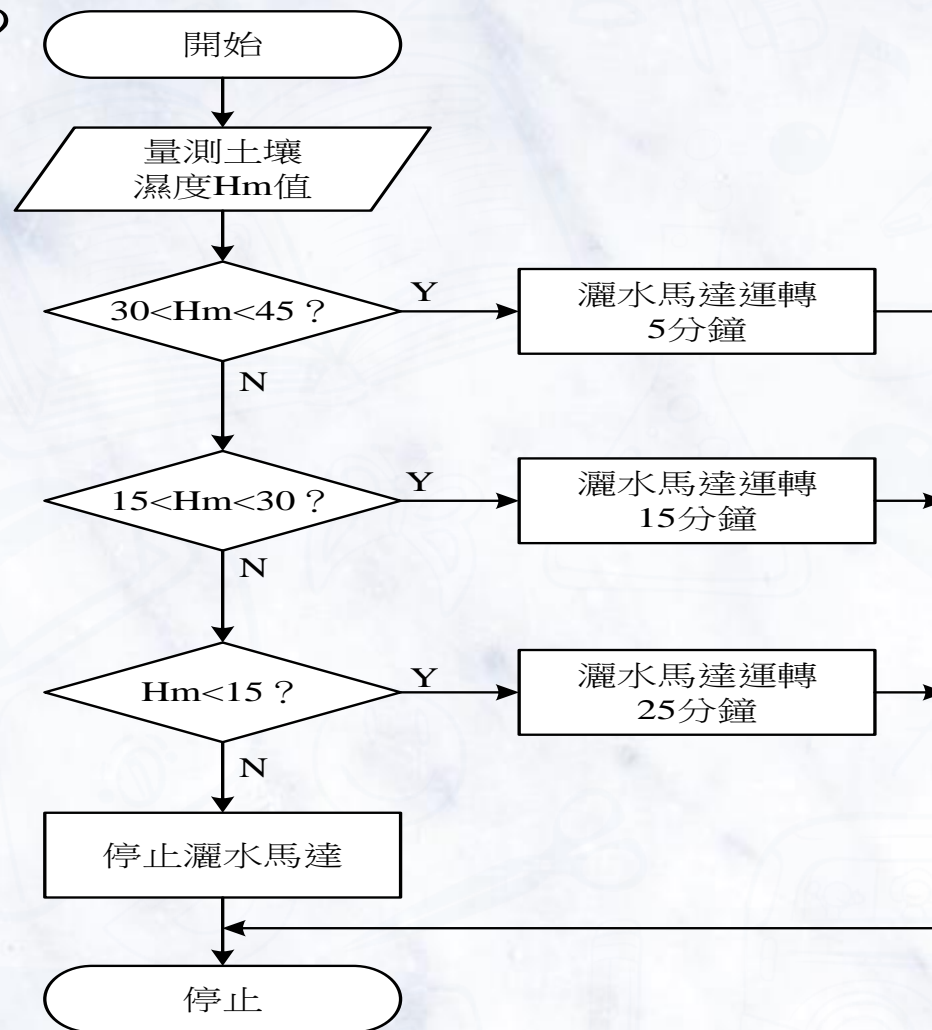 開始
量測土壤
濕度Hm值
30<Hm<45？
Y
灑水馬達運轉
5分鐘
N
15<Hm<30？
Y
灑水馬達運轉
15分鐘
N
Hm<15？
Y
灑水馬達運轉
25分鐘
N
停止灑水馬達
停止